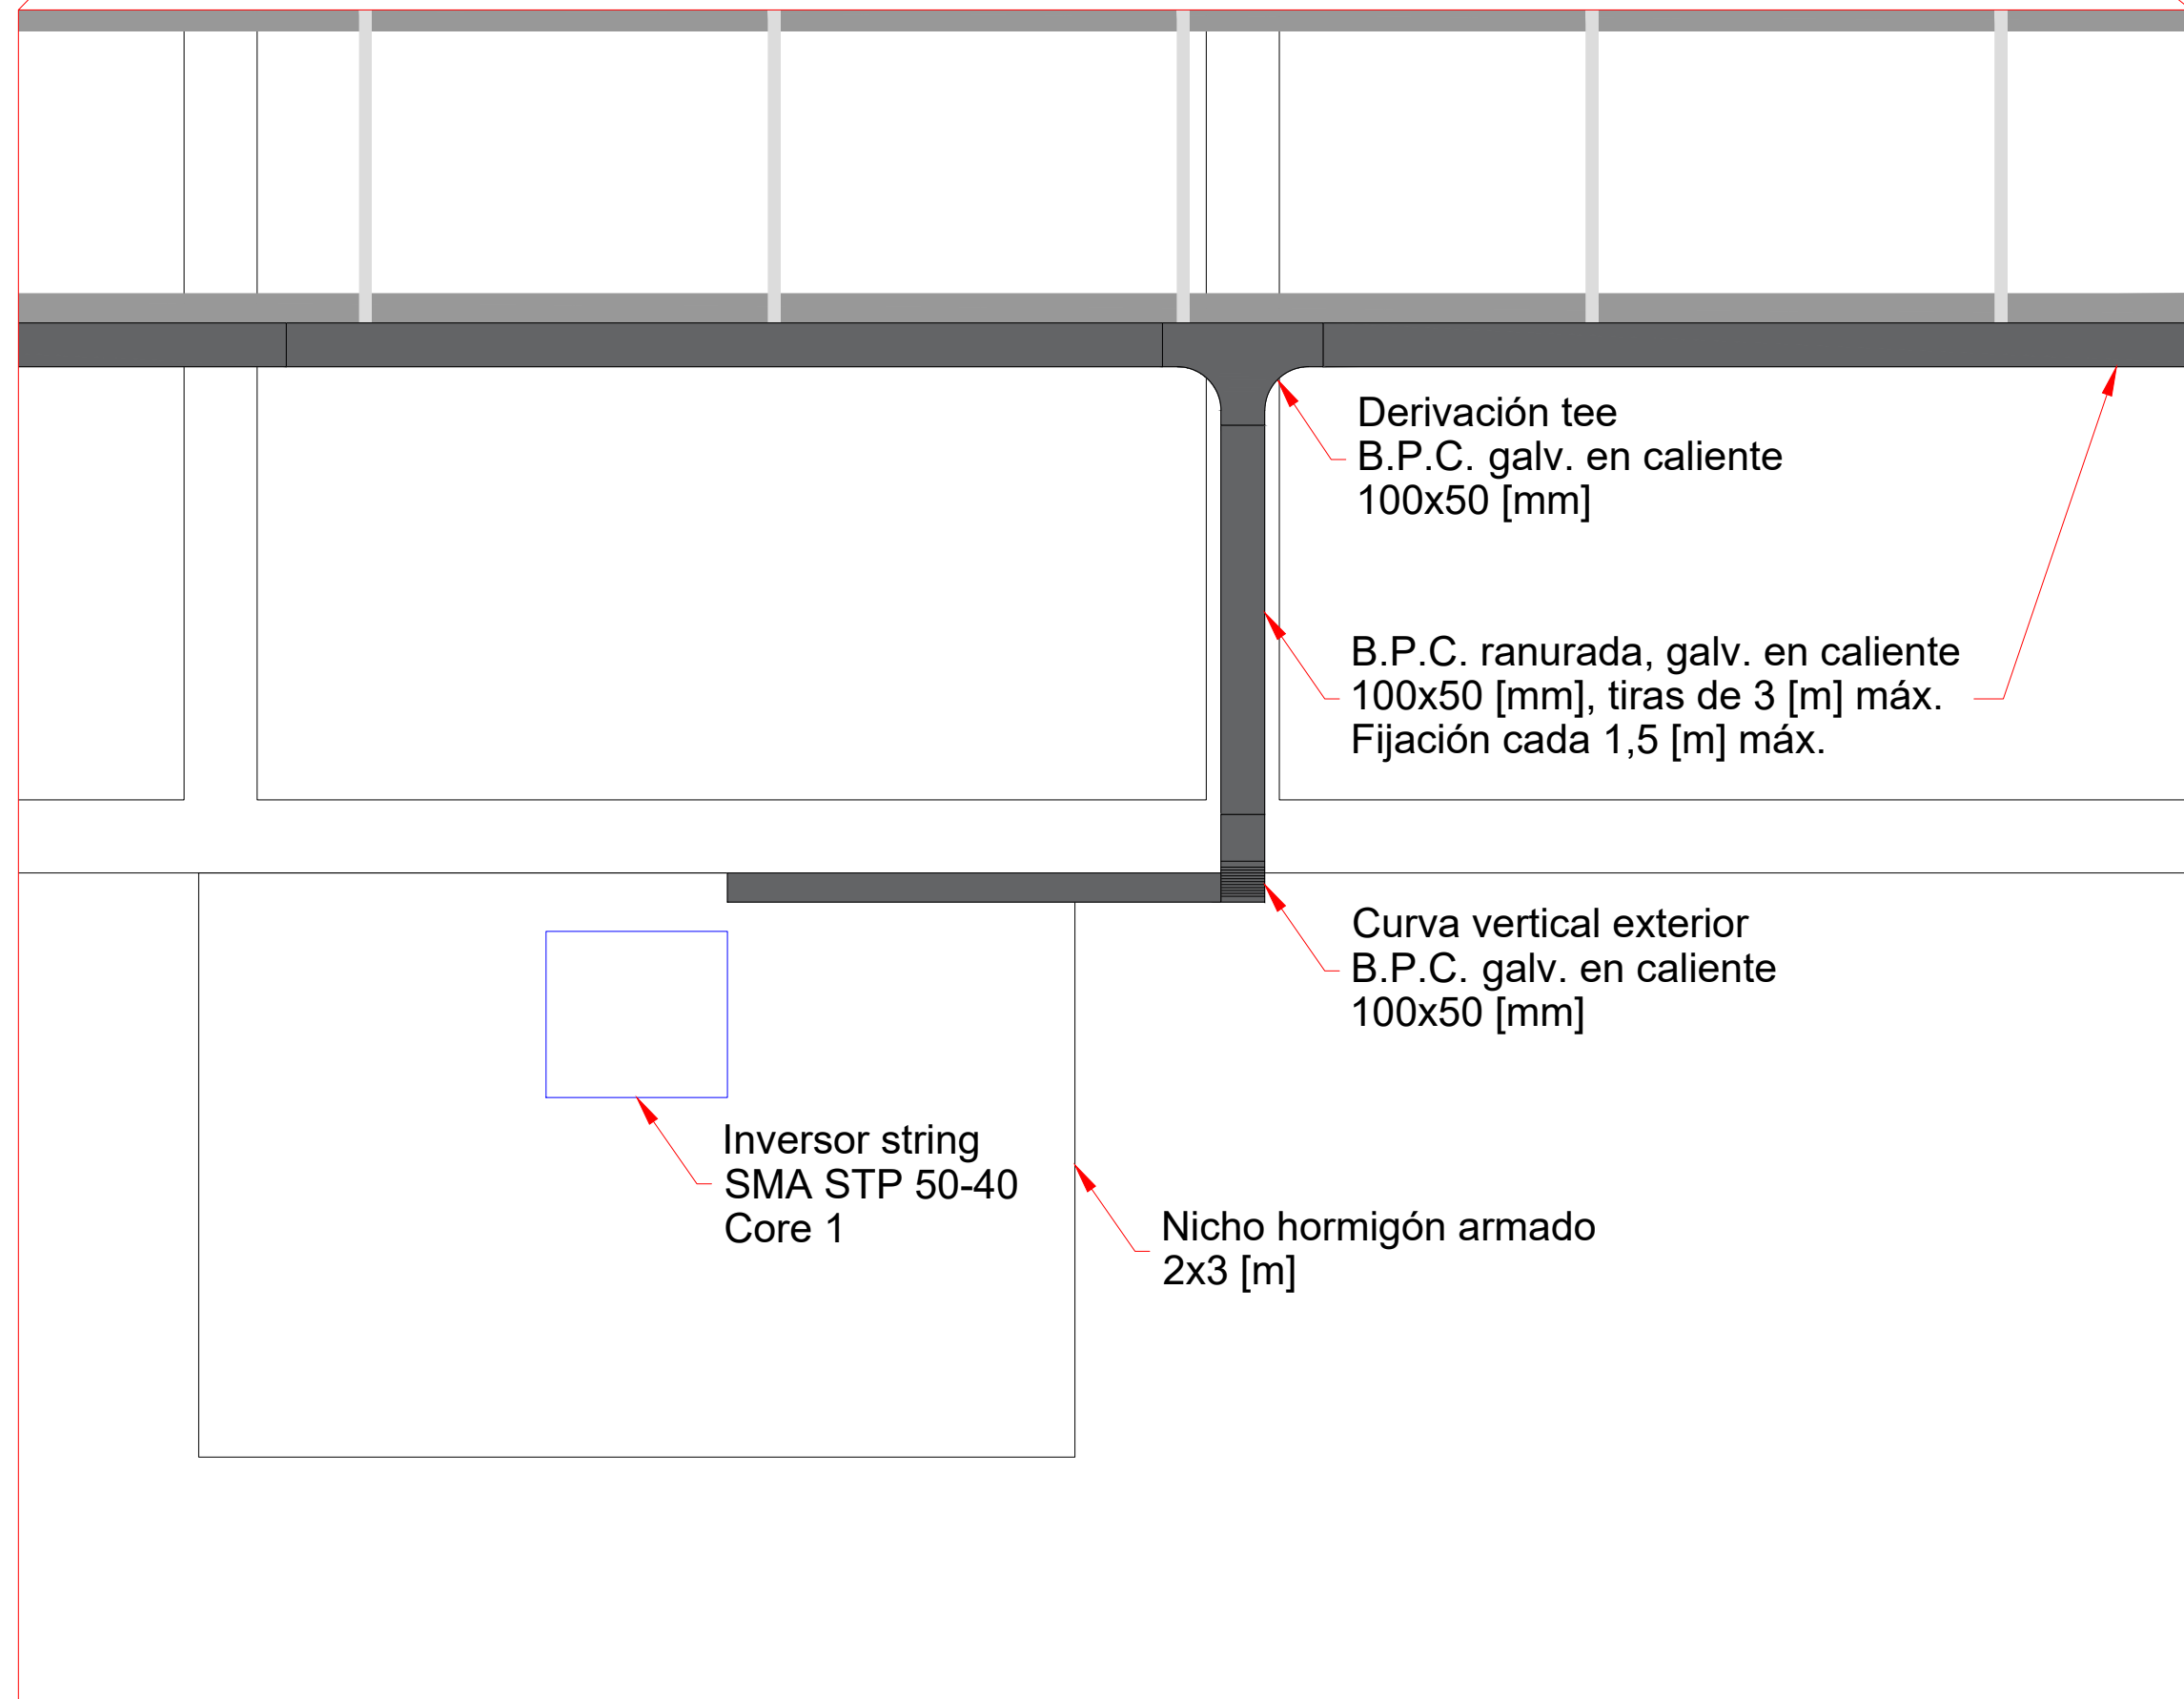 Derivación tee
B.P.C. galv. en caliente
100x50 [mm]
B.P.C. ranurada, galv. en caliente
100x50 [mm], tiras de 3 [m] máx.
Fijación cada 1,5 [m] máx.
Curva vertical exterior
B.P.C. galv. en caliente
100x50 [mm]
Inversor string
SMA STP 50-40
Core 1
Nicho hormigón armado
2x3 [m]